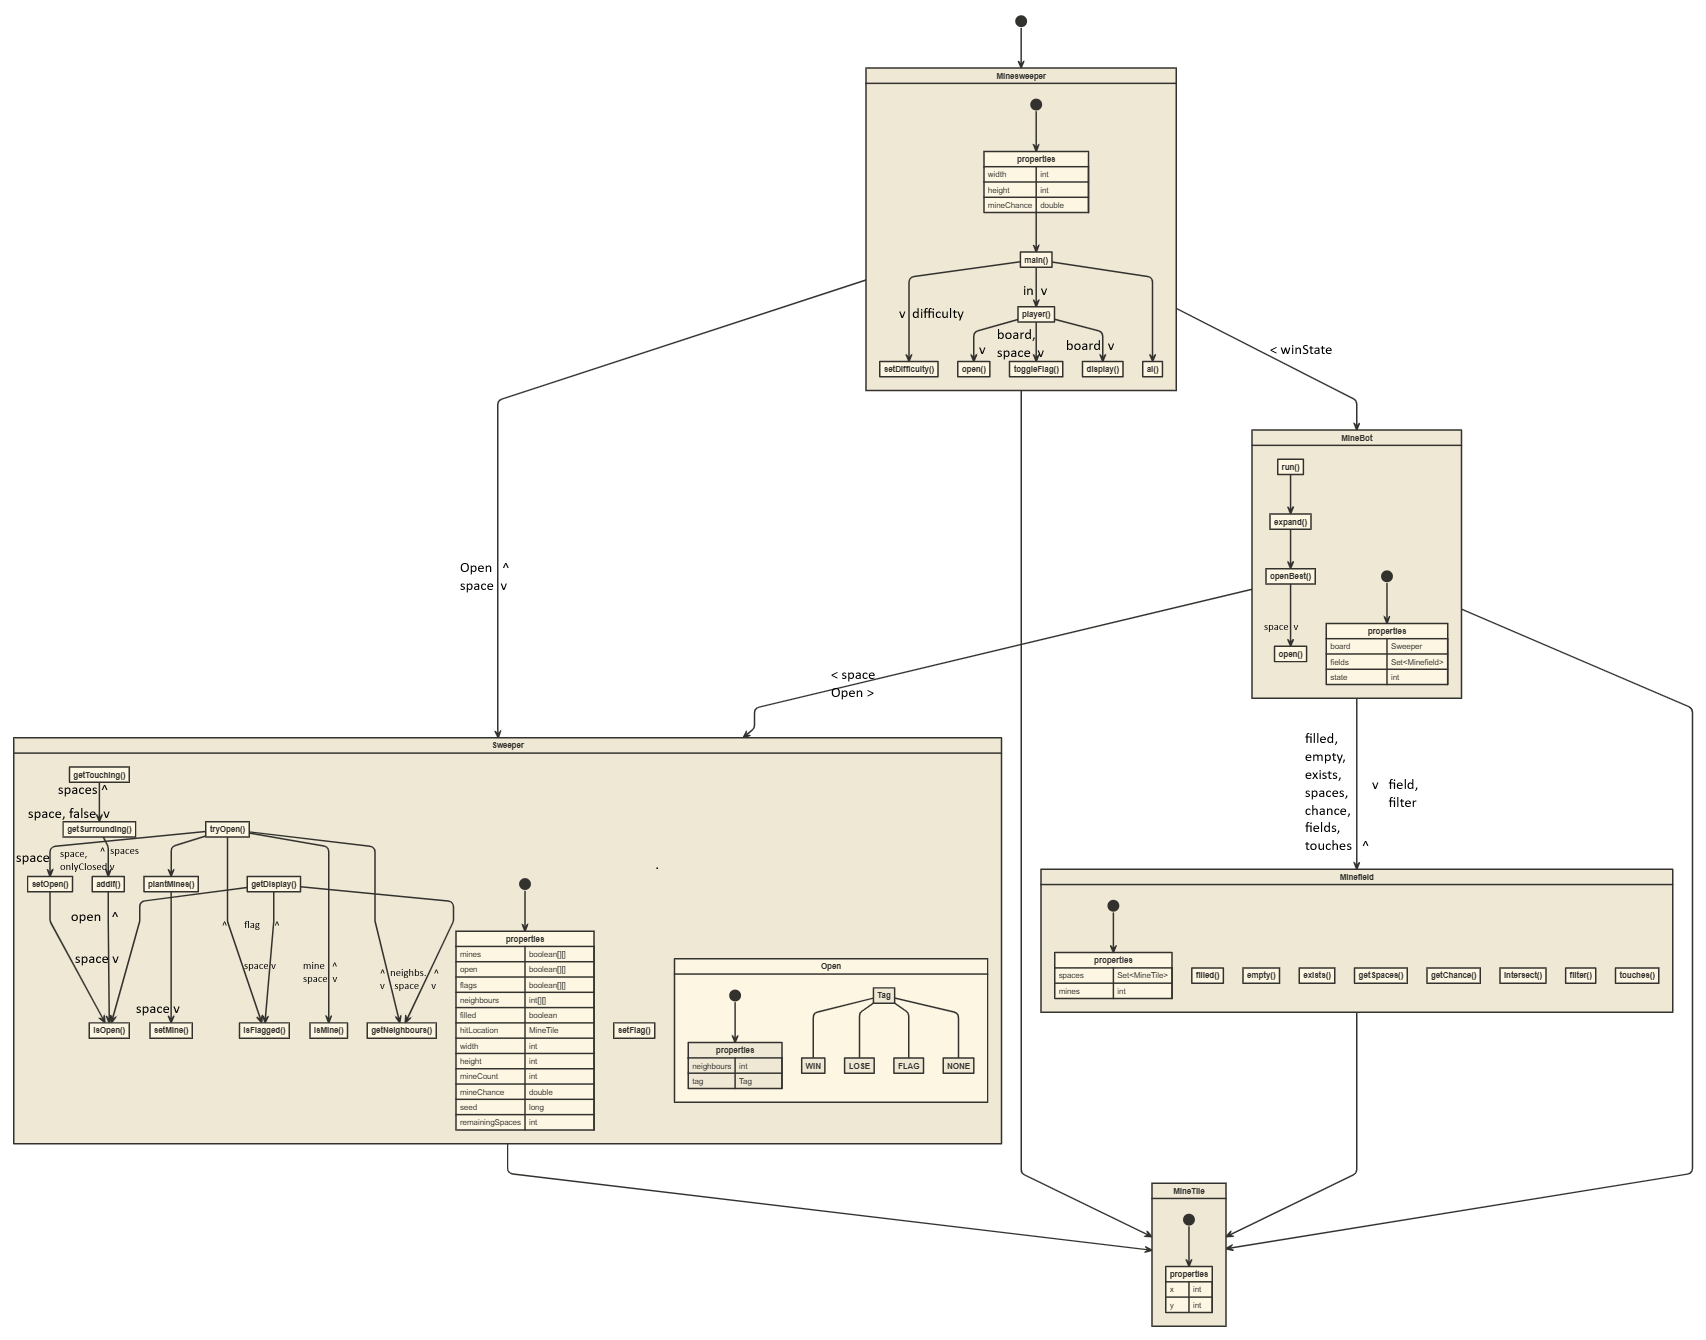 Minesweeper
properties
width int
height int
mineChance double
main()
in v
v difficulty
player()
board,
space v
v
board v
setDifficulty() open() toggleFlag() display() ai()
< winState
MineBot
run()
expand()
openBest()
space v
open()
properties
board Sweeper
fields Set<Minefield>
state int
Open ^
space v
< space
Open >
filled,
empty,
exists,
spaces,
chance,
fields,
touches ^
v field,
filter
Sweeper
getTouching()
spaces ^
space, false v
getSurrounding() tryOpen()
space
space,
onlyClosed v
^ spaces
setOpen() addIf() plantMines() getDisplay()
open ^
space v
space v
^ flag ^
space v
mine ^
space v
^ neighbs. ^
v space v
isOpen() setMine() isFlagged() isMine() getNeighbours()
properties
mines boolean[][]
open boolean[][]
flags boolean[][]
neighbours int[][]
filled boolean
hitLocation MineTile
width int
height int
mineCount int
mineChance double
seed long
remainingSpaces int
setFlag()
Open
properties
neighbours int
tag Tag
Tag
WIN LOSE FLAG NONE
Minefield
properties
spaces Set<MineTile>
mines int
filled() empty() exists() getSpaces() getChance() intersect() filter() touches()
MineTile
properties
x int
y int